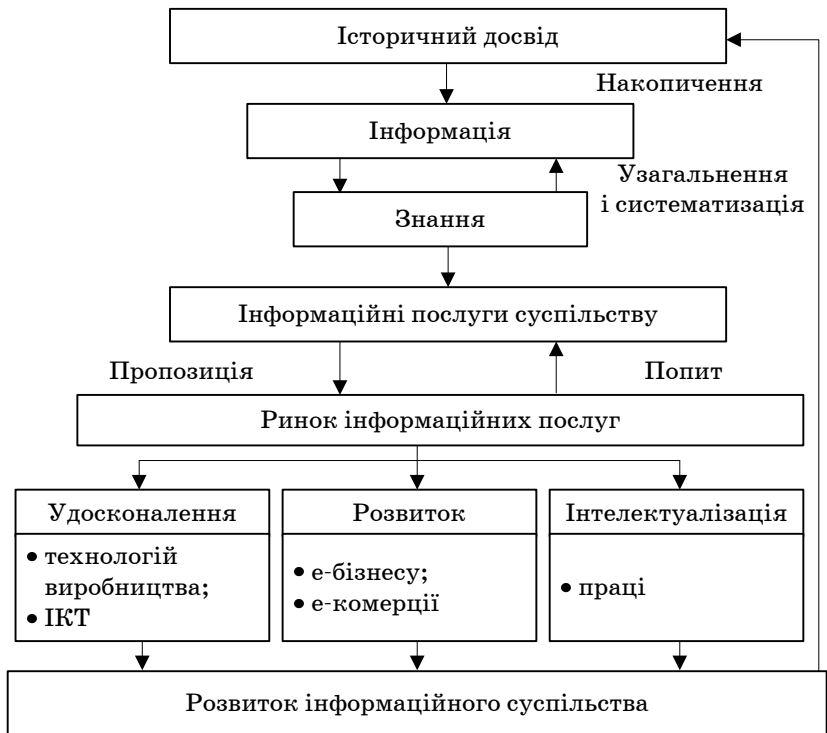 Історичний досвід
Накопичення
Інформація
Узагальнення
і систематизація
Знання
Інформаційні послуги суспільству
Пропозиція
Попит
Ринок інформаційних послуг
Удосконалення
• технологій
виробництва;
• ІКТ
Розвиток
• е-бізнесу;
• е-комерції
Інтелектуалізація
• праці
Розвиток інформаційного суспільства